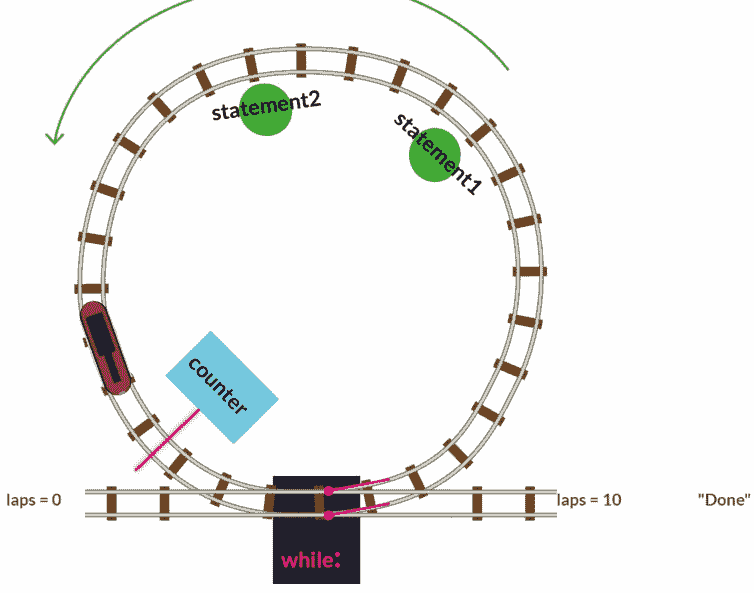 statement2
statement1
counter
laps = 0
laps = 10
"Done"
while: